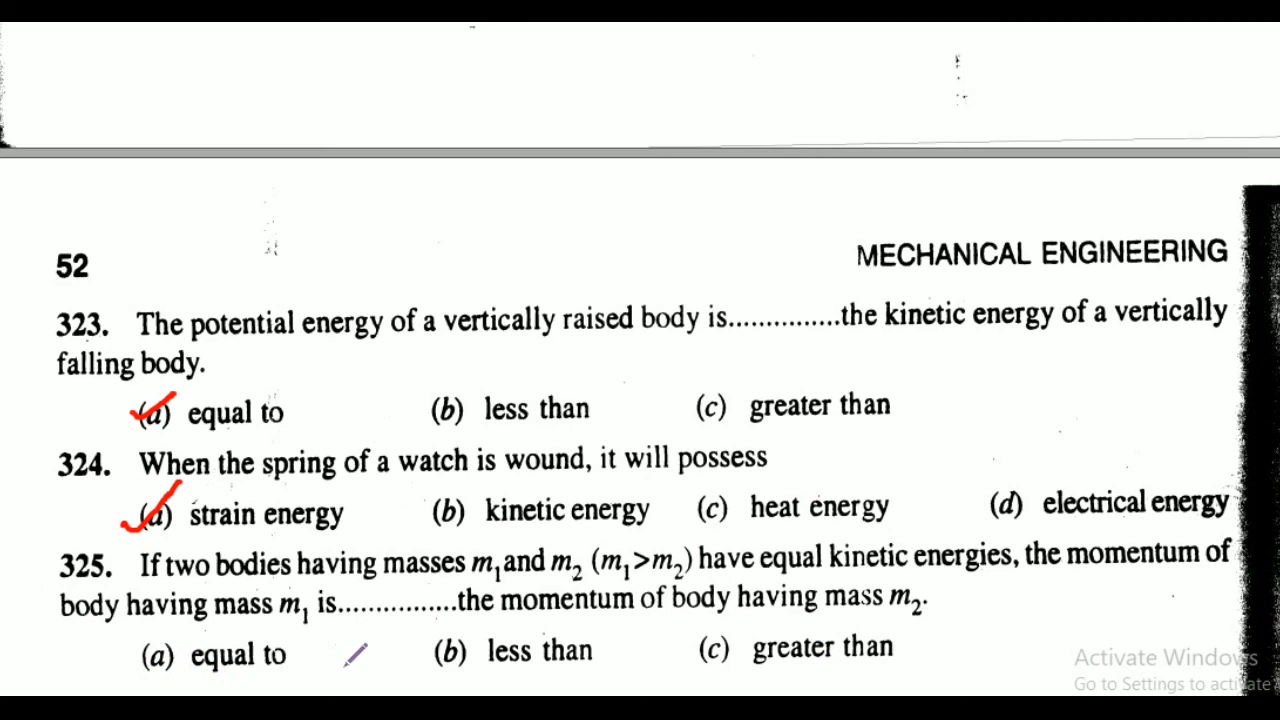 52 MECHANICAL ENGINEERING
323. The potential energy of a vertically raised body is...............the kinetic energy of a vertically
falling body.
(a) equal to (b) less than (c) greater than
324. When the spring of a watch is wound, it will possess
(a) strain energy (b) kinetic energy (c) heat energy (d) electrical energy
325. If two bodies having masses m₁ and m₂ (m₁>m₂) have equal kinetic energies, the momentum of
body having mass m₁ is................the momentum of body having mass m₂.
(a) equal to (b) less than (c) greater than
Activate Windows
Go to Settings to activate